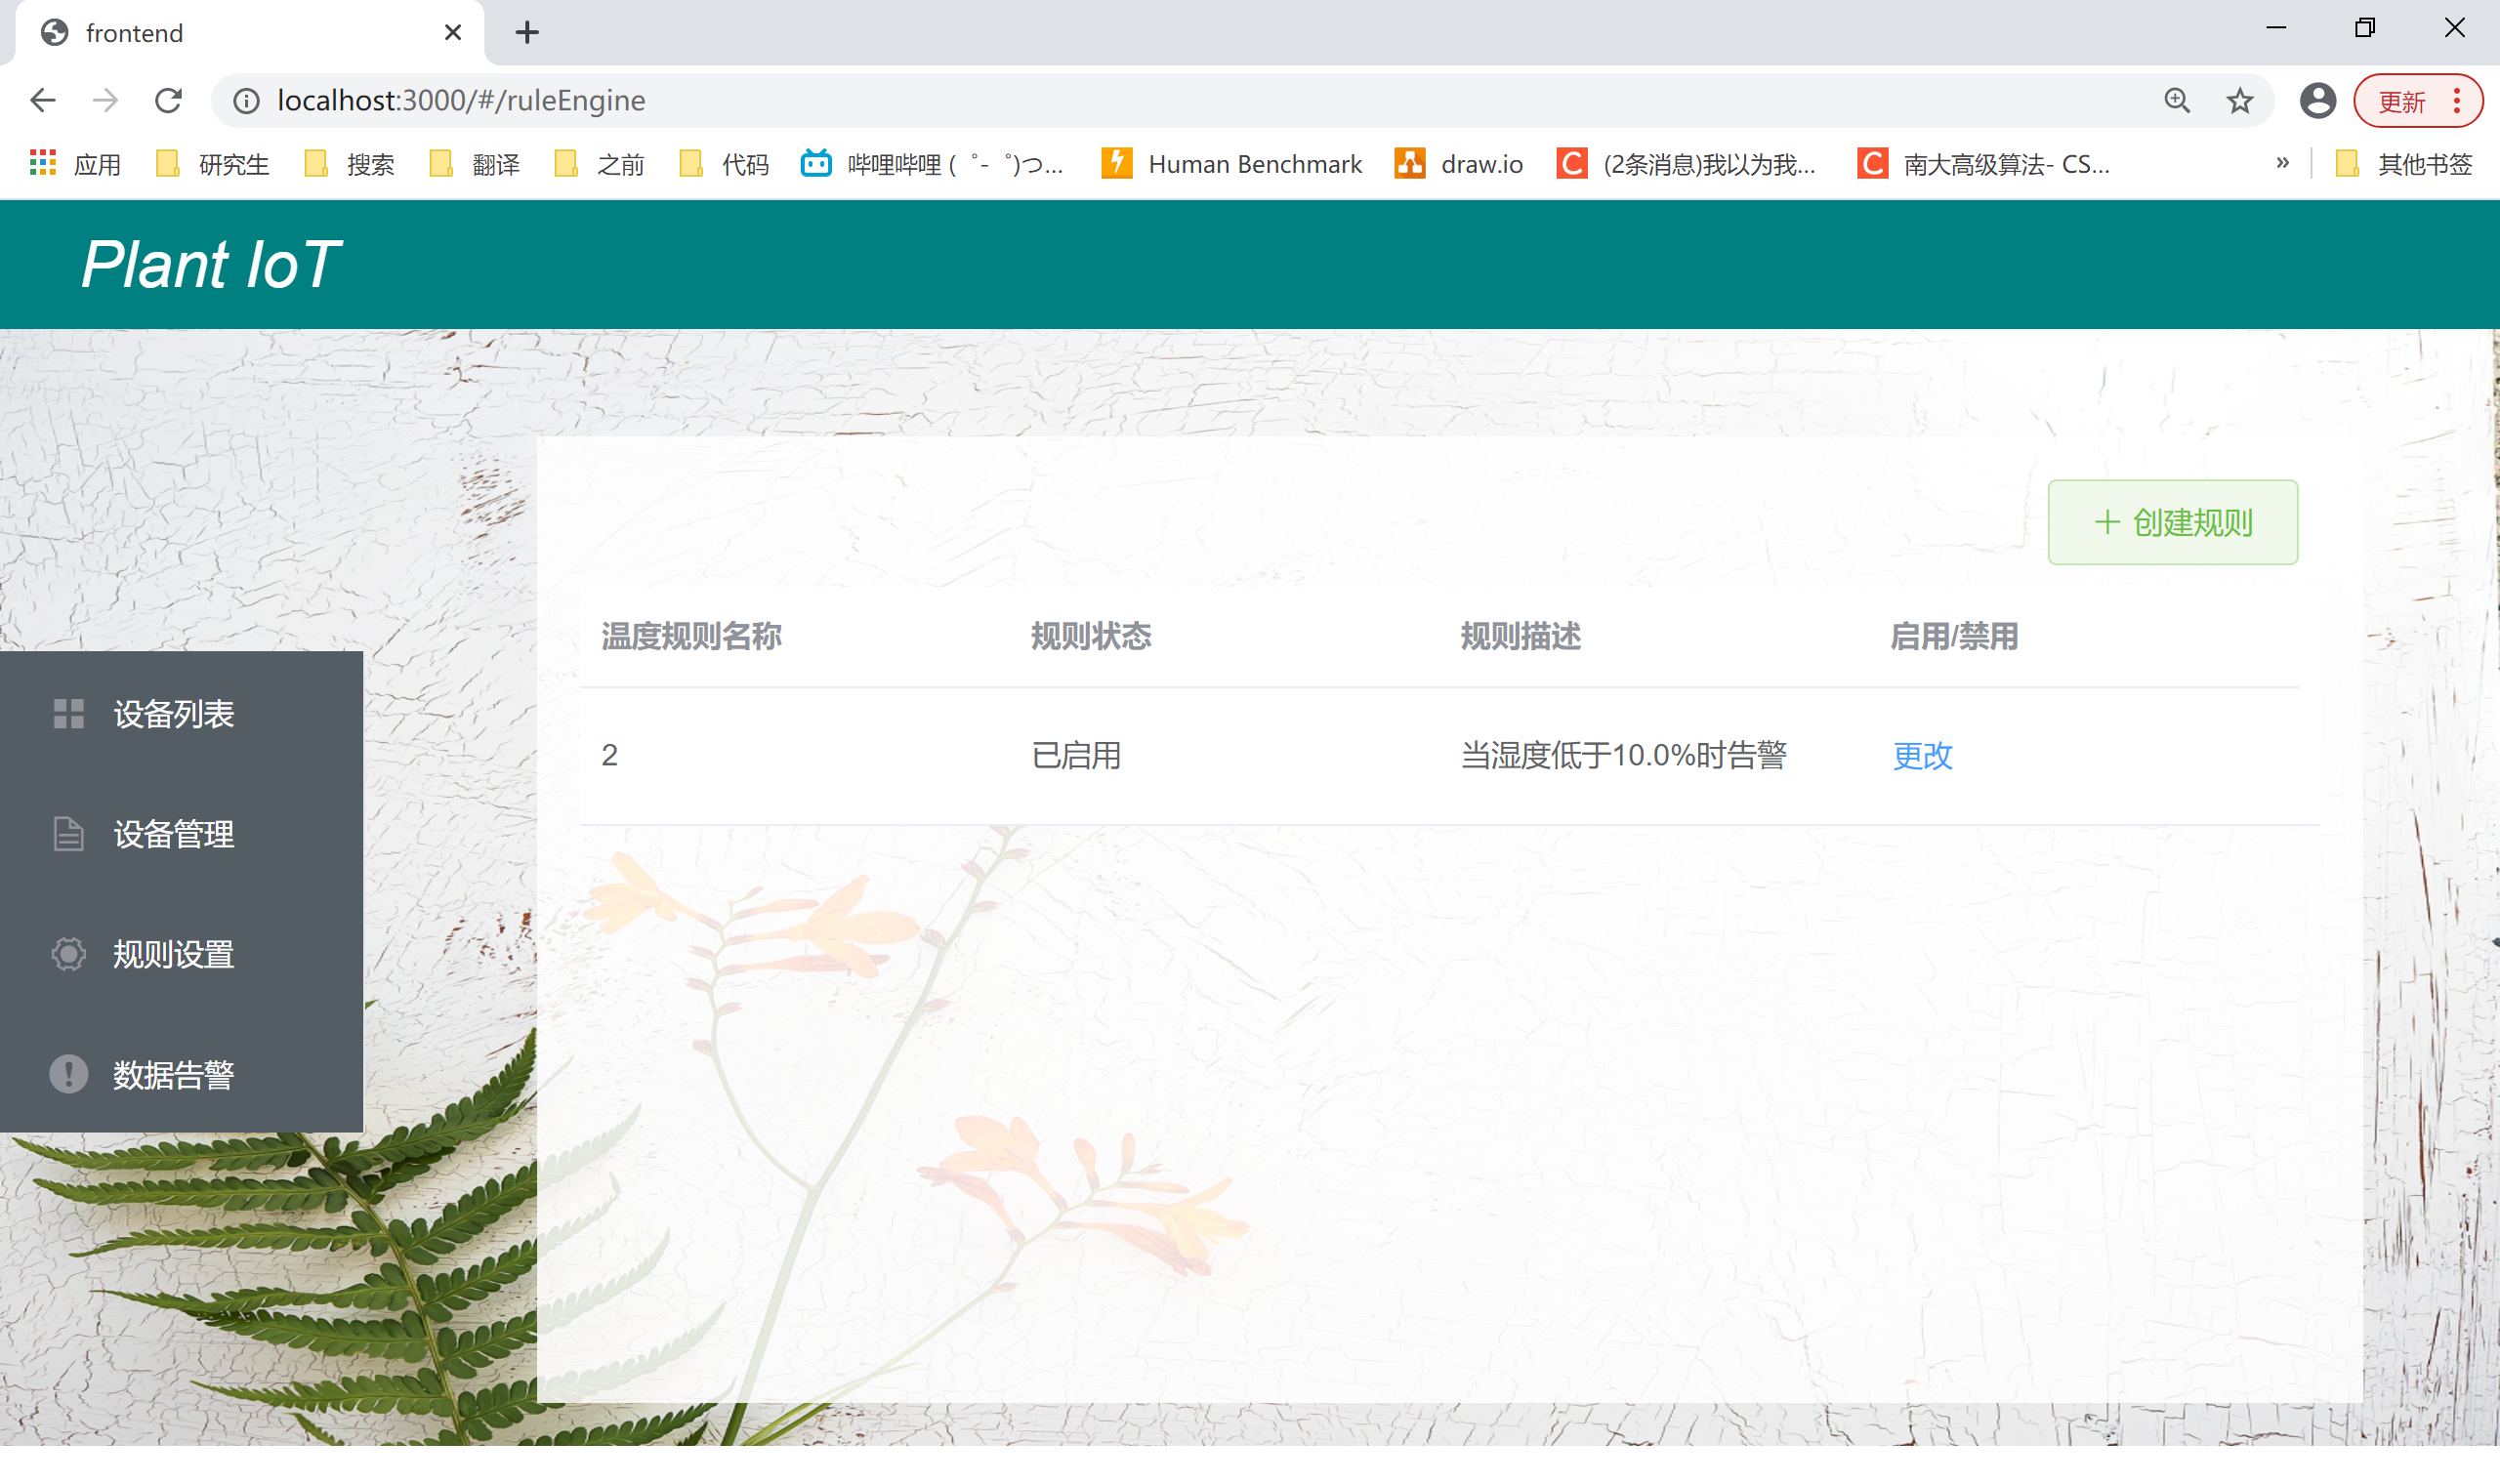 frontend
localhost:3000/#/ruleEngine
更新
应用 研究生 搜索 翻译 之前 代码 哔哩哔哩 (゜-゜)つ... Human Benchmark draw.io (2条消息)我以为我... 南大高级算法- CS... » 其他书签
Plant IoT
创建规则
温度规则名称 规则状态 规则描述 启用/禁用
2 已启用 当湿度低于10.0%时告警 更改
设备列表
设备管理
规则设置
数据告警